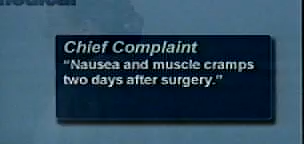 Chief Complaint
“Nausea and muscle cramps
two days after surgery.”